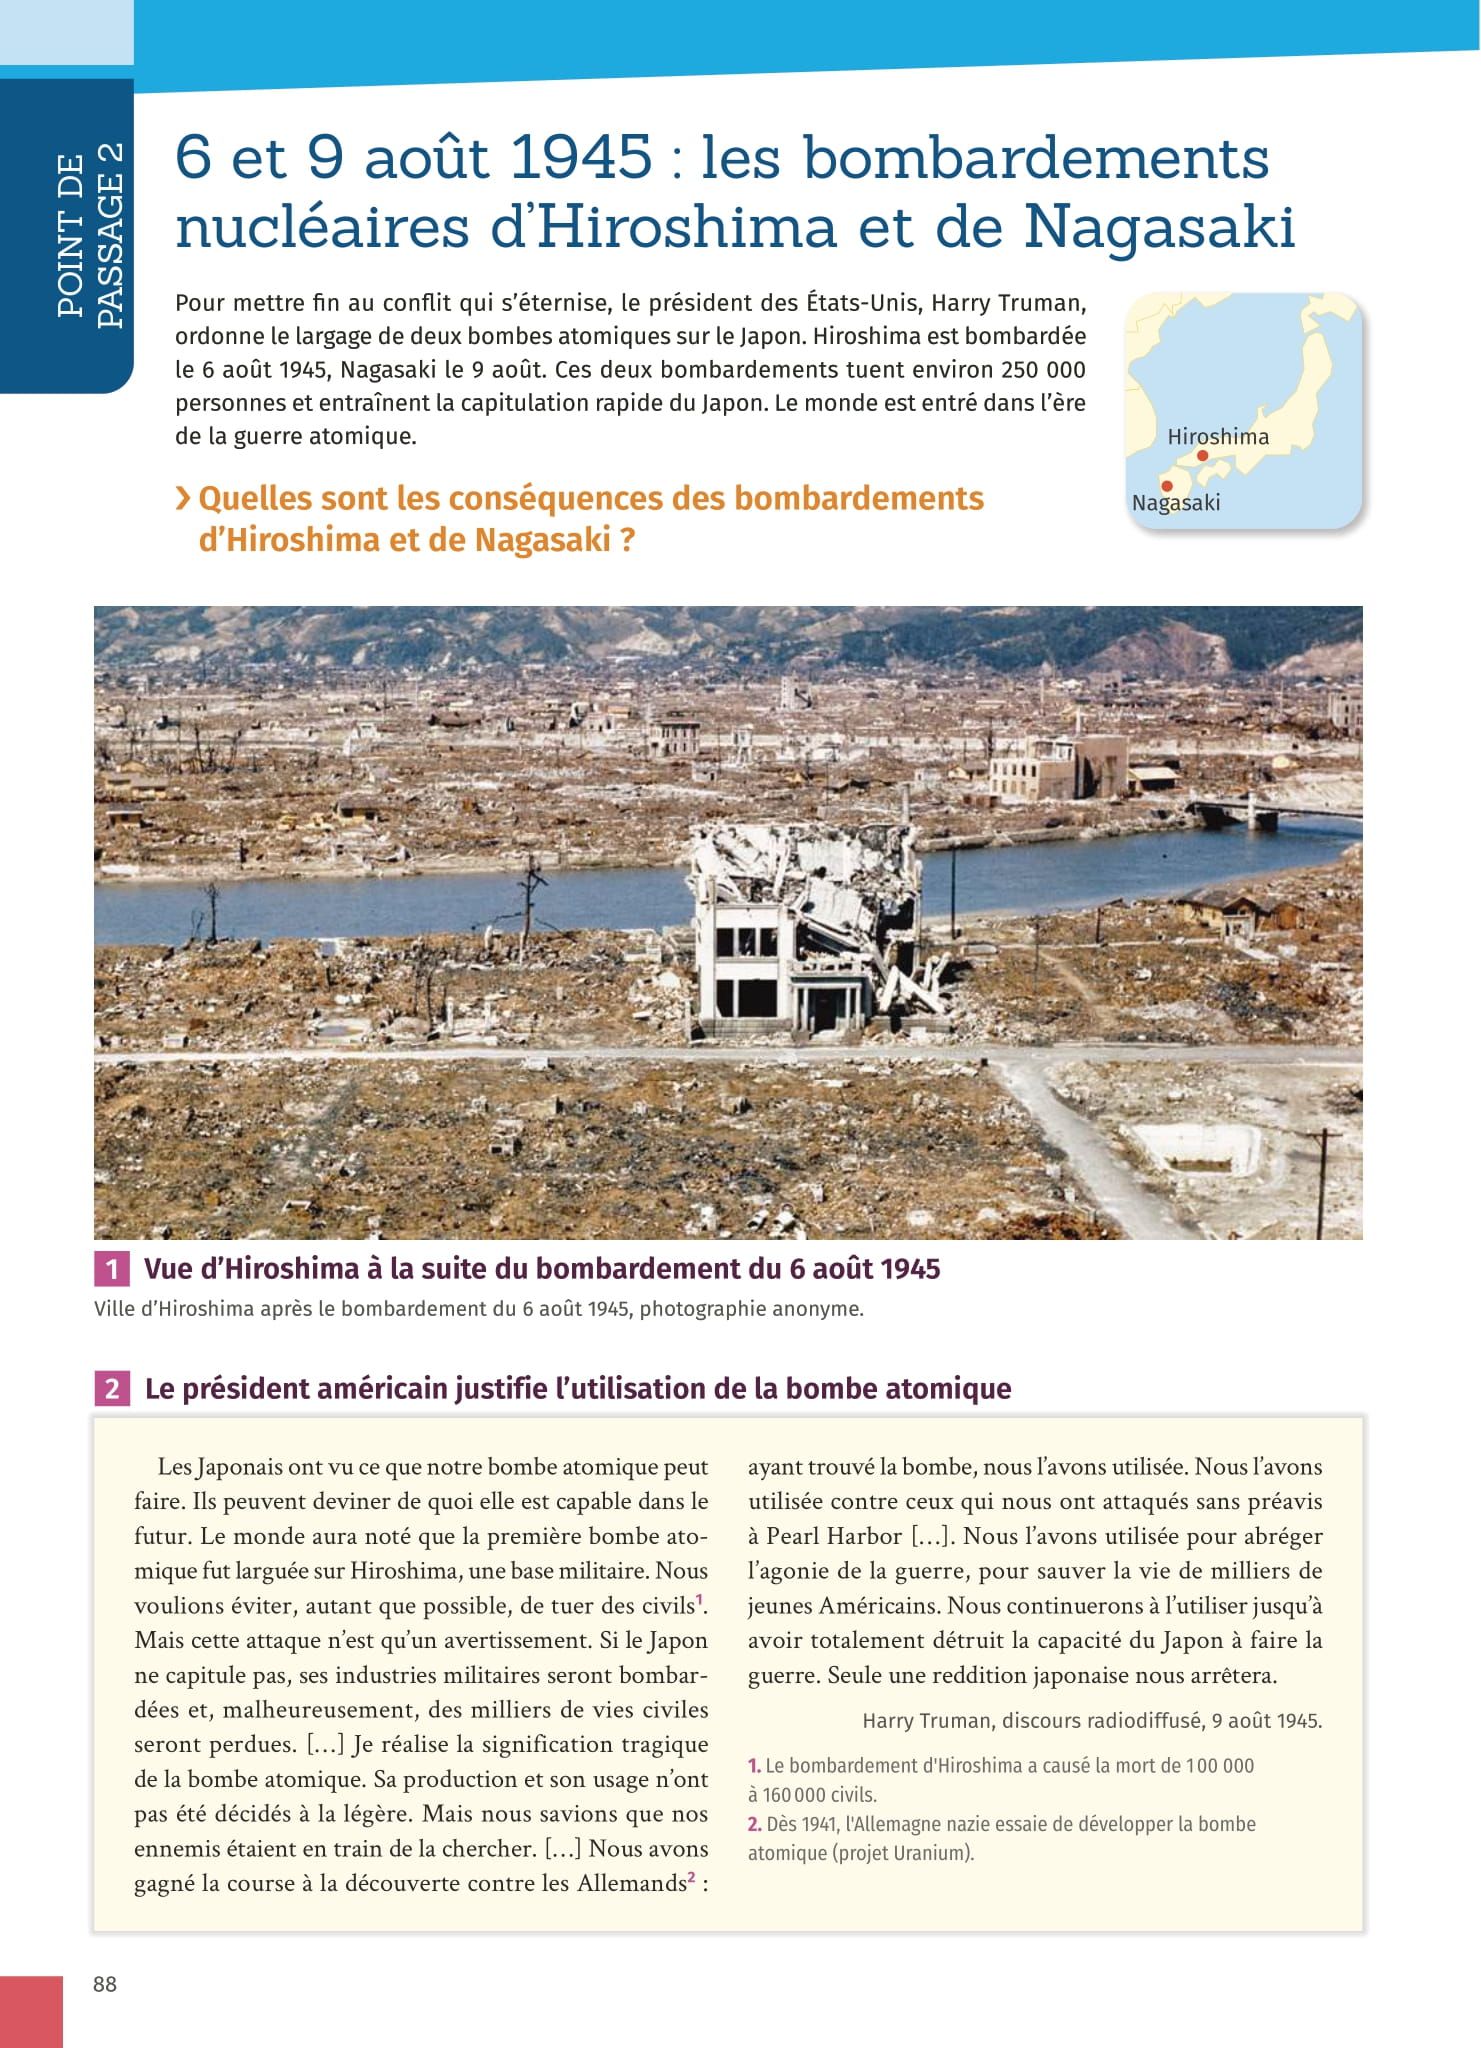 POINT DE
PASSAGE 2
6 et 9 août 1945 : les bombardements
nucléaires d’Hiroshima et de Nagasaki
Pour mettre fin au conflit qui s’éternise, le président des États-Unis, Harry Truman,
ordonne le largage de deux bombes atomiques sur le Japon. Hiroshima est bombardée
le 6 août 1945, Nagasaki le 9 août. Ces deux bombardements tuent environ 250 000
personnes et entraînent la capitulation rapide du Japon. Le monde est entré dans l’ère
de la guerre atomique.
Hiroshima
Nagasaki
› Quelles sont les conséquences des bombardements
d’Hiroshima et de Nagasaki ?
1 Vue d’Hiroshima à la suite du bombardement du 6 août 1945
Ville d’Hiroshima après le bombardement du 6 août 1945, photographie anonyme.
2 Le président américain justifie l’utilisation de la bombe atomique
Les Japonais ont vu ce que notre bombe atomique peut
faire. Ils peuvent deviner de quoi elle est capable dans le
futur. Le monde aura noté que la première bombe ato-
mique fut larguée sur Hiroshima, une base militaire. Nous
voulions éviter, autant que possible, de tuer des civils¹.
Mais cette attaque n’est qu’un avertissement. Si le Japon
ne capitule pas, ses industries militaires seront bombar-
dées et, malheureusement, des milliers de vies civiles
seront perdues. […] Je réalise la signification tragique
de la bombe atomique. Sa production et son usage n’ont
pas été décidés à la légère. Mais nous savions que nos
ennemis étaient en train de la chercher. […] Nous avons
gagné la course à la découverte contre les Allemands² :
ayant trouvé la bombe, nous l’avons utilisée. Nous l’avons
utilisée contre ceux qui nous ont attaqués sans préavis
à Pearl Harbor […]. Nous l’avons utilisée pour abréger
l’agonie de la guerre, pour sauver la vie de milliers de
jeunes Américains. Nous continuerons à l’utiliser jusqu’à
avoir totalement détruit la capacité du Japon à faire la
guerre. Seule une reddition japonaise nous arrêtera.
Harry Truman, discours radiodiffusé, 9 août 1945.
1. Le bombardement d'Hiroshima a causé la mort de 100 000
à 160 000 civils.
2. Dès 1941, l'Allemagne nazie essaie de développer la bombe
atomique (projet Uranium).
88